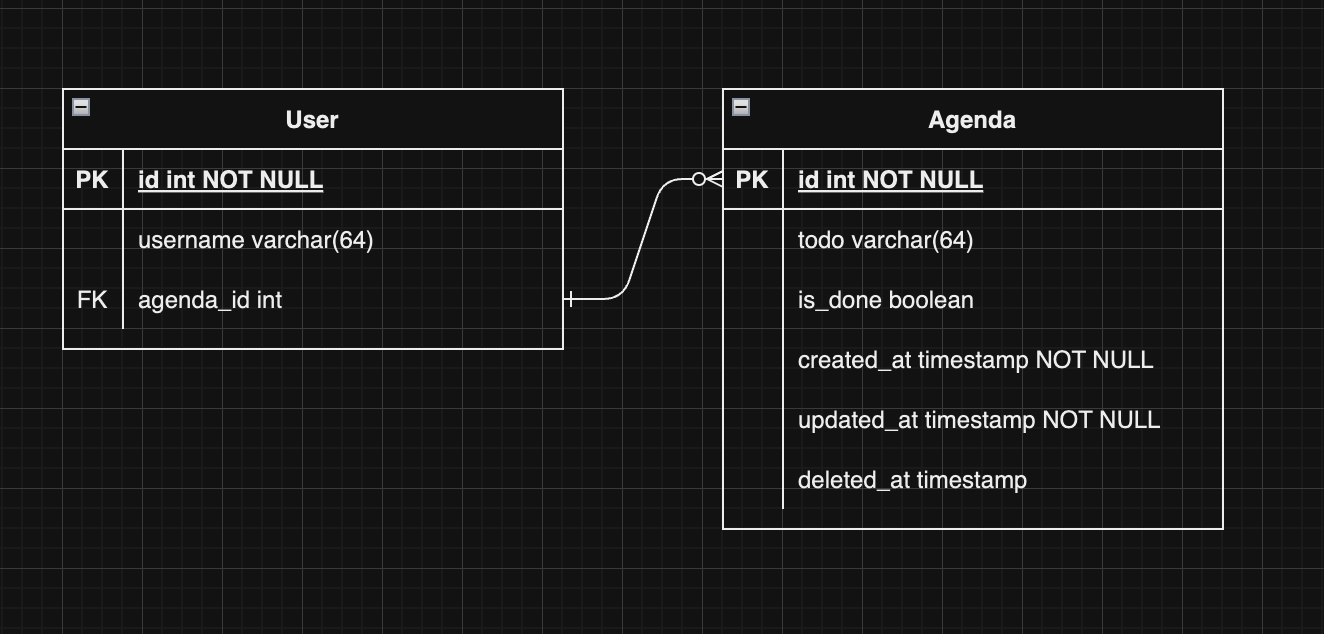 User
PK id int NOT NULL
username varchar(64)
FK agenda_id int
Agenda
PK id int NOT NULL
todo varchar(64)
is_done boolean
created_at timestamp NOT NULL
updated_at timestamp NOT NULL
deleted_at timestamp